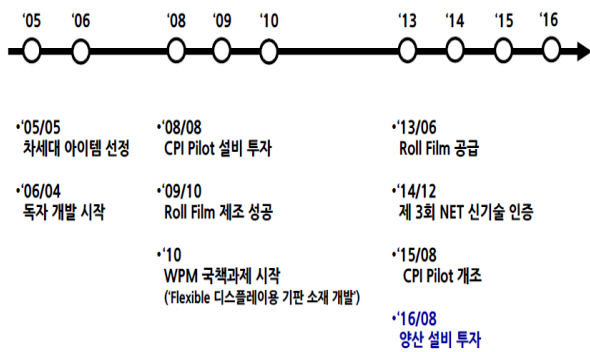 ‘05 ‘06 ‘08 ‘09 ‘10 ‘13 ‘14 ‘15 ‘16
•‘05/05
차세대 아이템 선정
•‘06/04
독자 개발 시작
•‘08/08
CPI Pilot 설비 투자
•‘09/10
Roll Film 제조 성공
•‘10
WPM 국책과제 시작
(‘Flexible 디스플레이용 기판 소재 개발’)
•‘13/06
Roll Film 공급
•‘14/12
제 3회 NET 신기술 인증
•‘15/08
CPI Pilot 개조
•‘16/08
양산 설비 투자